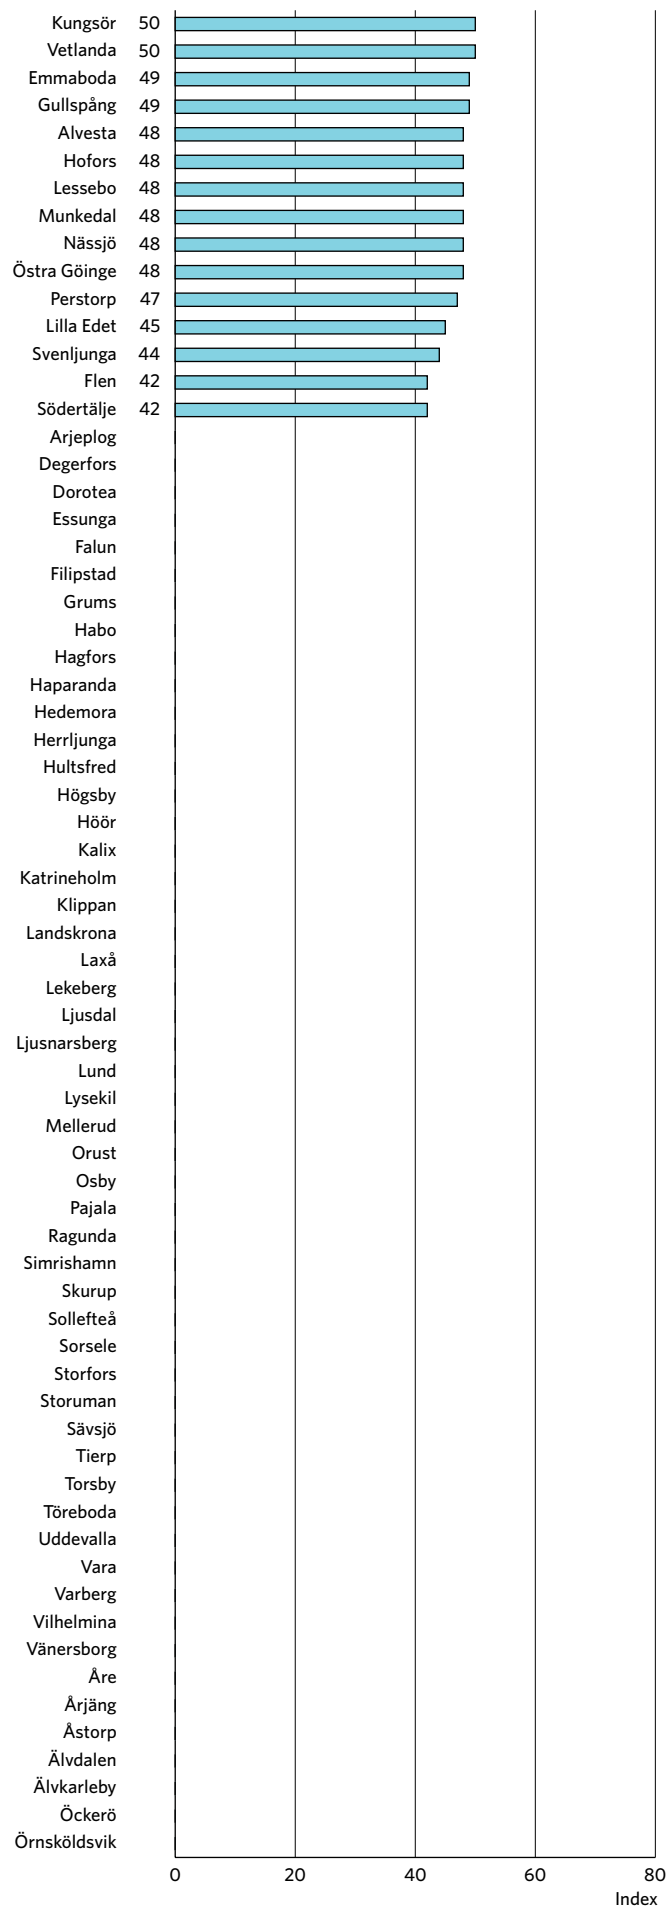 Kungsör 50
Vetlanda 50
Emmaboda 49
Gullspång 49
Alvesta 48
Hofors 48
Lessebo 48
Munkedal 48
Nässjö 48
Östra Göinge 48
Perstorp 47
Lilla Edet 45
Svenljunga 44
Flen 42
Södertälje 42
Arjeplog
Degerfors
Dorotea
Essunga
Falun
Filipstad
Grums
Habo
Hagfors
Haparanda
Hedemora
Herrljunga
Hultsfred
Högsby
Höör
Kalix
Katrineholm
Klippan
Landskrona
Laxå
Lekeberg
Ljusdal
Ljusnarsberg
Lund
Lysekil
Mellerud
Orust
Osby
Pajala
Ragunda
Simrishamn
Skurup
Sollefteå
Sorsele
Storfors
Storuman
Sävsjö
Tierp
Torsby
Töreboda
Uddevalla
Vara
Varberg
Vilhelmina
Vänersborg
Åre
Årjäng
Åstorp
Älvdalen
Älvkarleby
Öckerö
Örnsköldsvik
0 20 40 60 80
Index